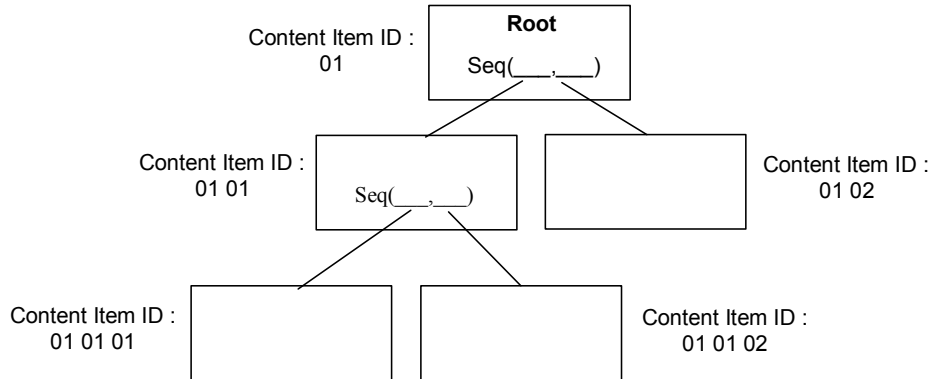 Content Item ID :
01
Root
Seq(___,___)
Content Item ID :
01 01
Seq(___,___)
Content Item ID :
01 02
Content Item ID :
01 01 01
Content Item ID :
01 01 02